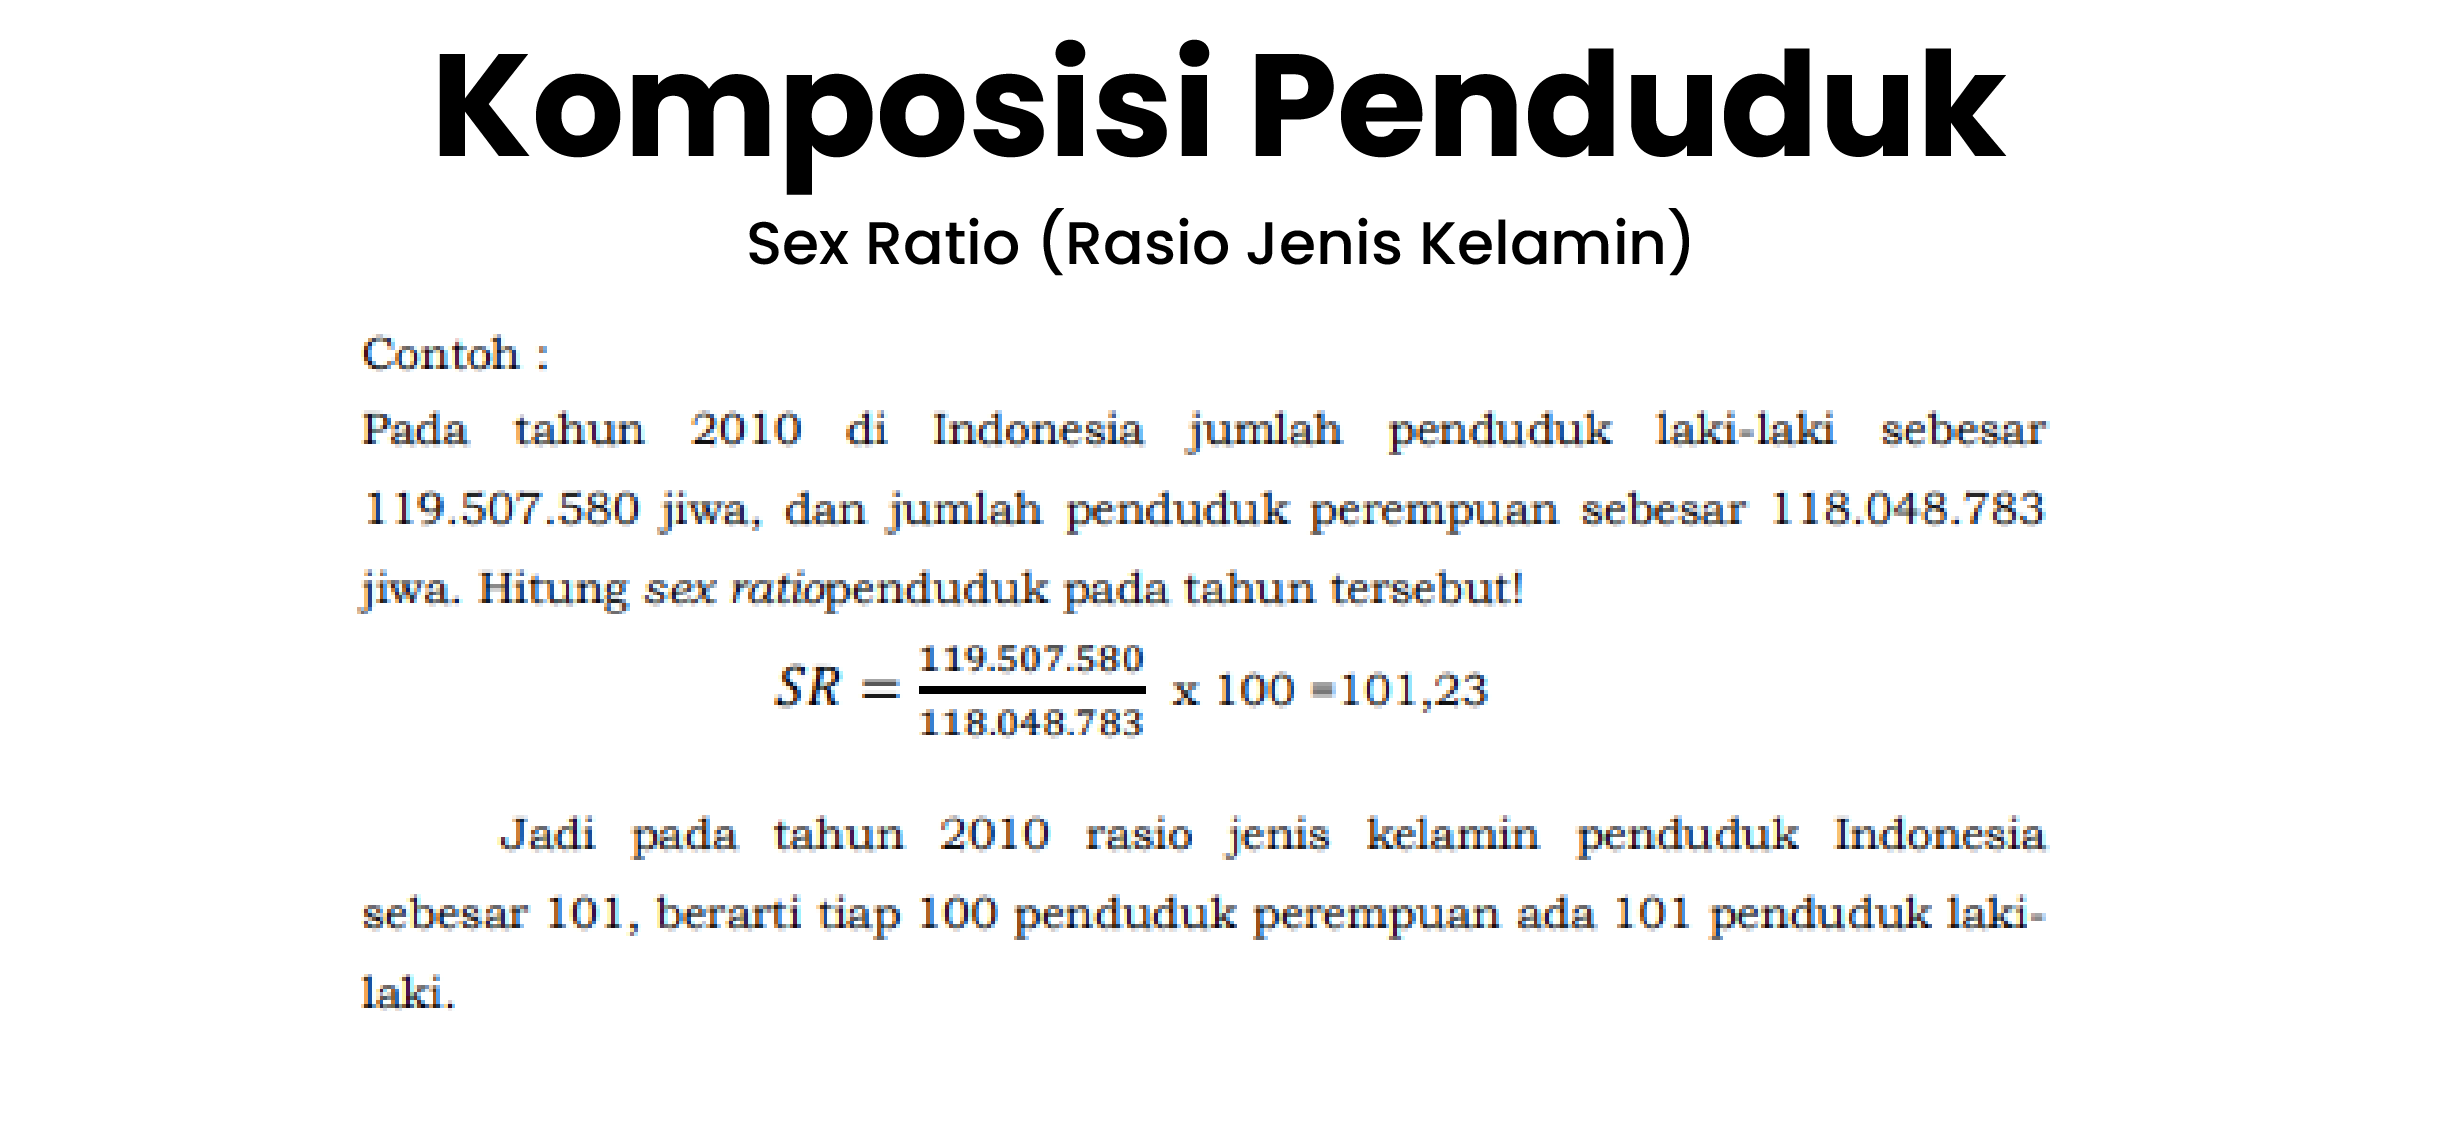 Komposisi Penduduk
Sex Ratio (Rasio Jenis Kelamin)
Contoh :
Pada tahun 2010 di Indonesia jumlah penduduk laki-laki sebesar
119.507.580 jiwa, dan jumlah penduduk perempuan sebesar 118.048.783
jiwa. Hitung sex ratiopenduduk pada tahun tersebut!
SR = 119.507.580 / 118.048.783 x 100 =101,23
Jadi pada tahun 2010 rasio jenis kelamin penduduk Indonesia
sebesar 101, berarti tiap 100 penduduk perempuan ada 101 penduduk laki-
laki.